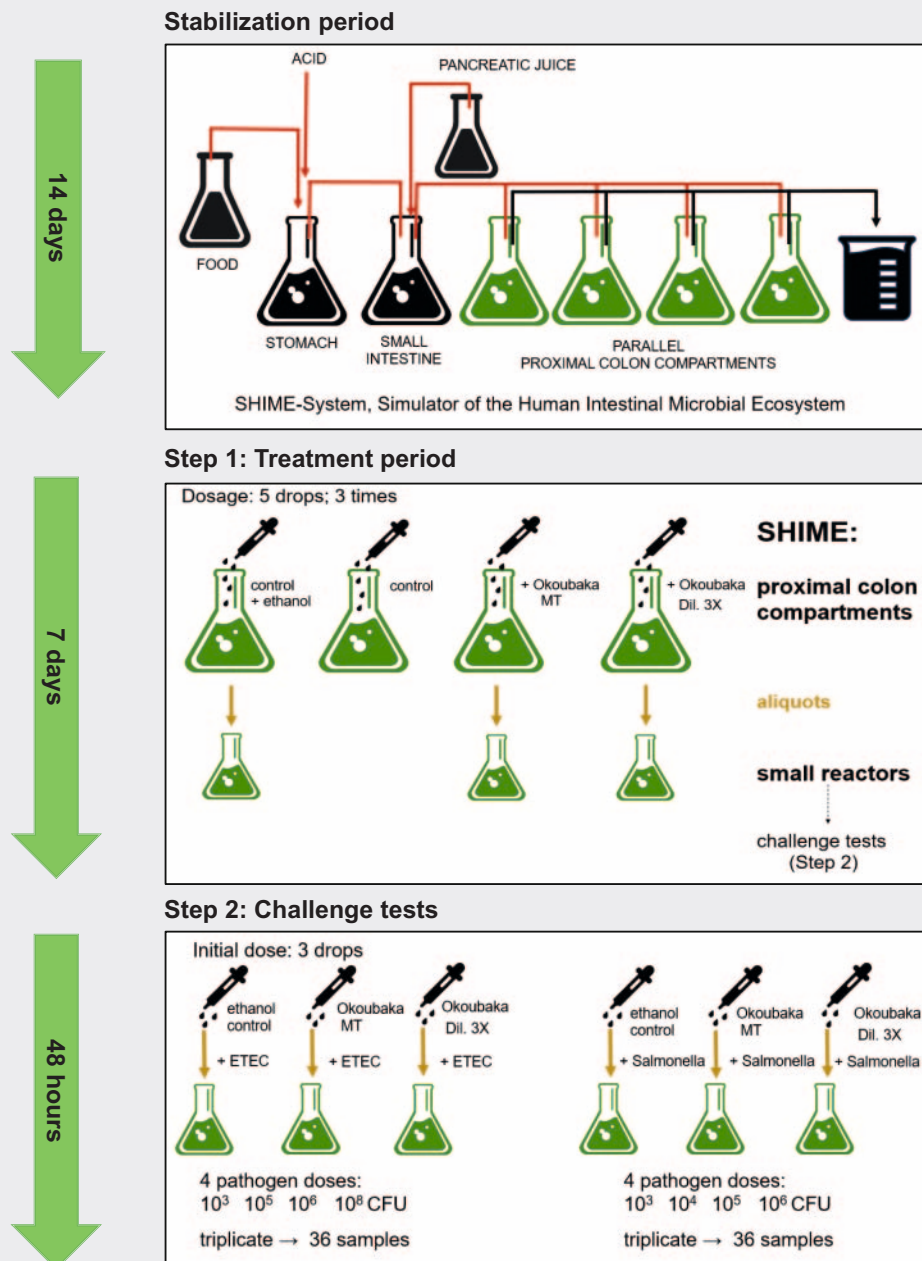 Stabilization period
14 days
ACID
PANCREATIC JUICE
FOOD
STOMACH
SMALL
INTESTINE
PARALLEL
PROXIMAL COLON COMPARTMENTS
SHIME-System, Simulator of the Human Intestinal Microbial Ecosystem
Step 1: Treatment period
7 days
Dosage: 5 drops; 3 times
control
+ ethanol
control
+ Okoubaka
MT
+ Okoubaka
Dil. 3X
SHIME:
proximal colon
compartments
aliquots
small reactors
challenge tests
(Step 2)
Step 2: Challenge tests
48 hours
Initial dose: 3 drops
ethanol
control
+ ETEC
Okoubaka
MT
+ ETEC
Okoubaka
Dil. 3X
+ ETEC
4 pathogen doses:
10³ 10⁵ 10⁶ 10⁸ CFU
triplicate → 36 samples
ethanol
control
+ Salmonella
Okoubaka
MT
+ Salmonella
Okoubaka
Dil. 3X
+ Salmonella
4 pathogen doses:
10³ 10⁴ 10⁵ 10⁶ CFU
triplicate → 36 samples